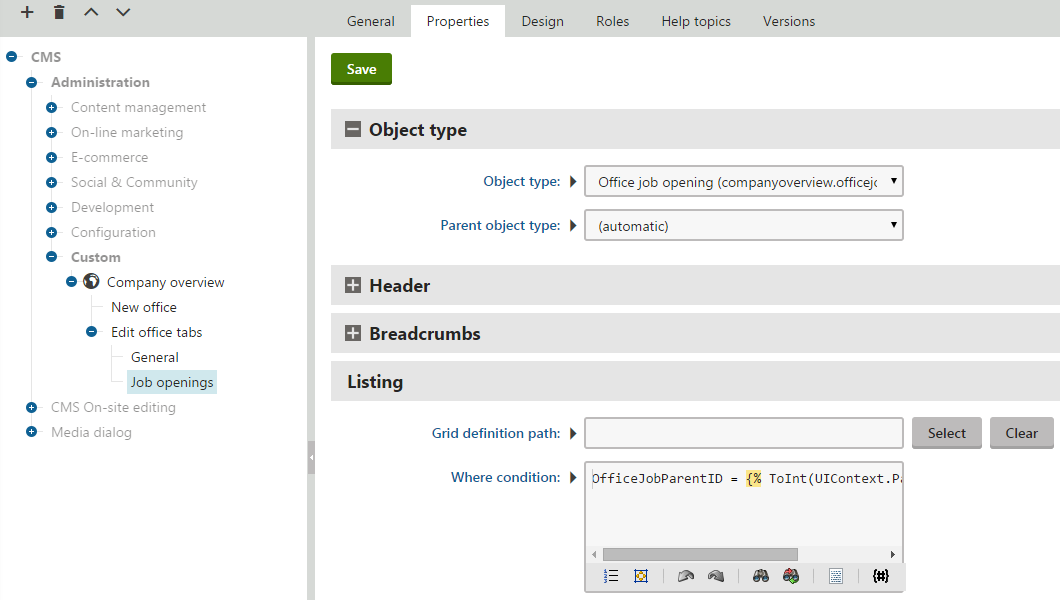 General
Properties
Design
Roles
Help topics
Versions
CMS
Administration
Content management
On-line marketing
E-commerce
Social & Community
Development
Configuration
Custom
Company overview
New office
Edit office tabs
General
Job openings
CMS On-site editing
Media dialog
Save
Object type
Object type:
Office job opening (companyoverview.officejo
Parent object type:
(automatic)
Header
Breadcrumbs
Listing
Grid definition path:
Select
Clear
Where condition:
OfficeJobParentID = {% ToInt(UIContext.Pa
{#}